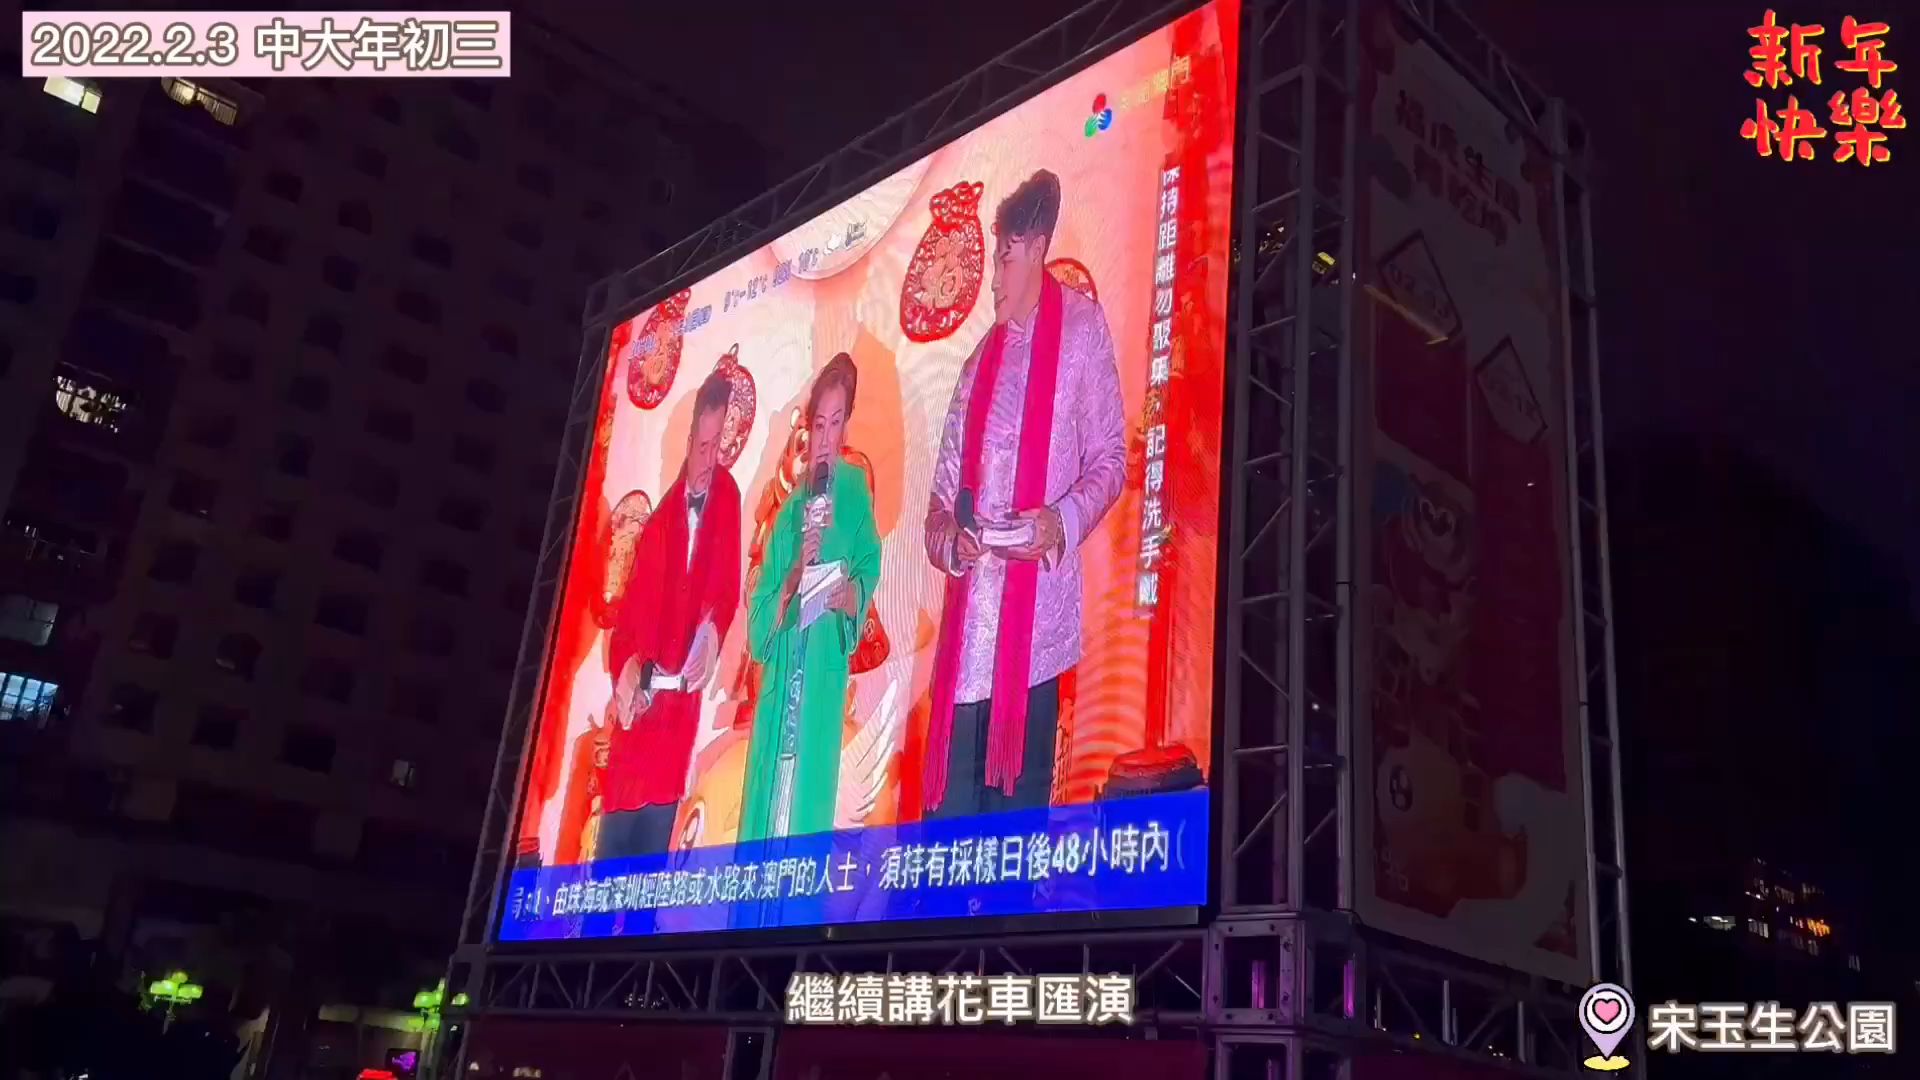 2022.2.3 中大年初三
新年
快樂
保持距離勿聚集，記得洗手戴
由珠海或深圳經陸路或水路來澳門的人士，須持有採樣日後48小時內
繼續講花車匯演
宋玉生公園